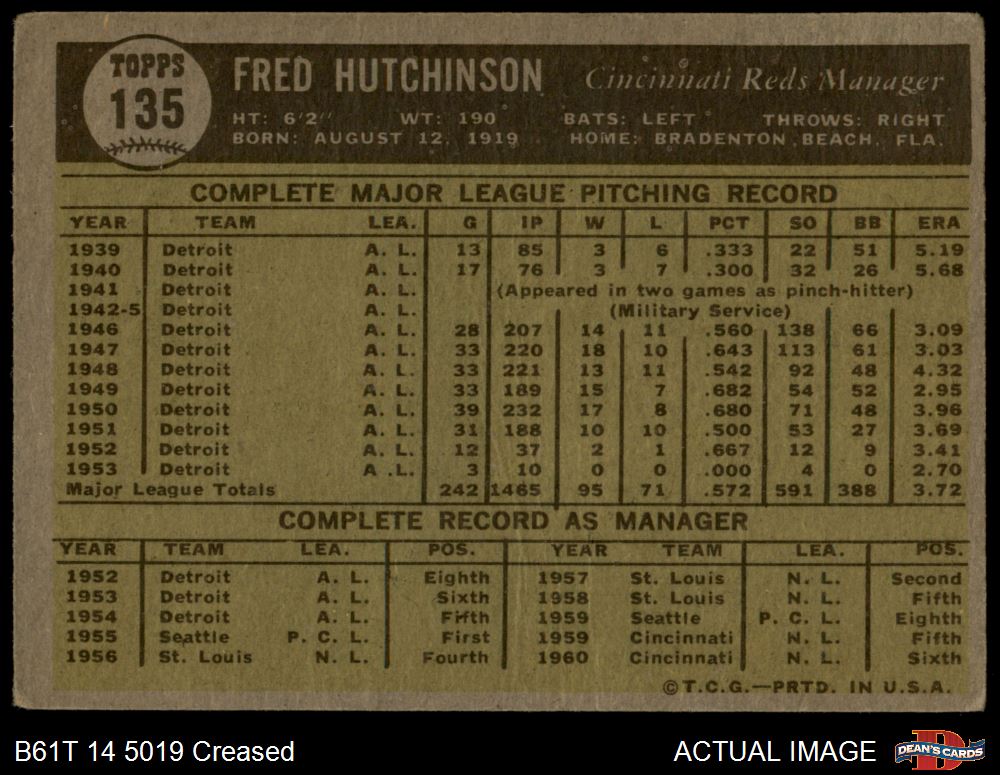 TOPPS
135
FRED HUTCHINSON Cincinnati Reds Manager
HT: 6'2" WT: 190 BATS: LEFT THROWS: RIGHT
BORN: AUGUST 12, 1919 HOME: BRADENTON BEACH, FLA.
COMPLETE MAJOR LEAGUE PITCHING RECORD
YEAR TEAM LEA. G IP W L PCT SO BB ERA
1939 Detroit A. L. 13 85 3 6 .333 22 51 5.19
1940 Detroit A. L. 17 76 3 7 .300 32 26 5.68
1941 Detroit A. L. (Appeared in two games as pinch-hitter)
1942-5 Detroit A. L. (Military Service)
1946 Detroit A. L. 28 207 14 11 .560 138 66 3.09
1947 Detroit A. L. 33 220 18 10 .643 113 61 3.03
1948 Detroit A. L. 33 221 13 11 .542 92 48 4.32
1949 Detroit A. L. 33 189 15 7 .682 54 52 2.95
1950 Detroit A. L. 39 232 17 8 .680 71 48 3.96
1951 Detroit A. L. 31 188 10 10 .500 53 27 3.69
1952 Detroit A. L. 12 37 2 1 .667 12 9 3.41
1953 Detroit A .L. 3 10 0 0 .000 4 0 2.70
Major League Totals 242 1465 95 71 .572 591 388 3.72
COMPLETE RECORD AS MANAGER
YEAR TEAM LEA. POS. YEAR TEAM LEA. POS.
1952 Detroit A. L. Eighth 1957 St. Louis N. L. Second
1953 Detroit A. L. Sixth 1958 St. Louis N. L. Fifth
1954 Detroit A. L. Fifth 1959 Seattle P. C. L. Eighth
1955 Seattle P. C. L. First 1959 Cincinnati N. L. Fifth
1956 St. Louis N. L. Fourth 1960 Cincinnati N. L. Sixth
©T.C.G.—PRTD. IN U.S.A.
B61T 14 5019 Creased ACTUAL IMAGE DEAN'S CARDS